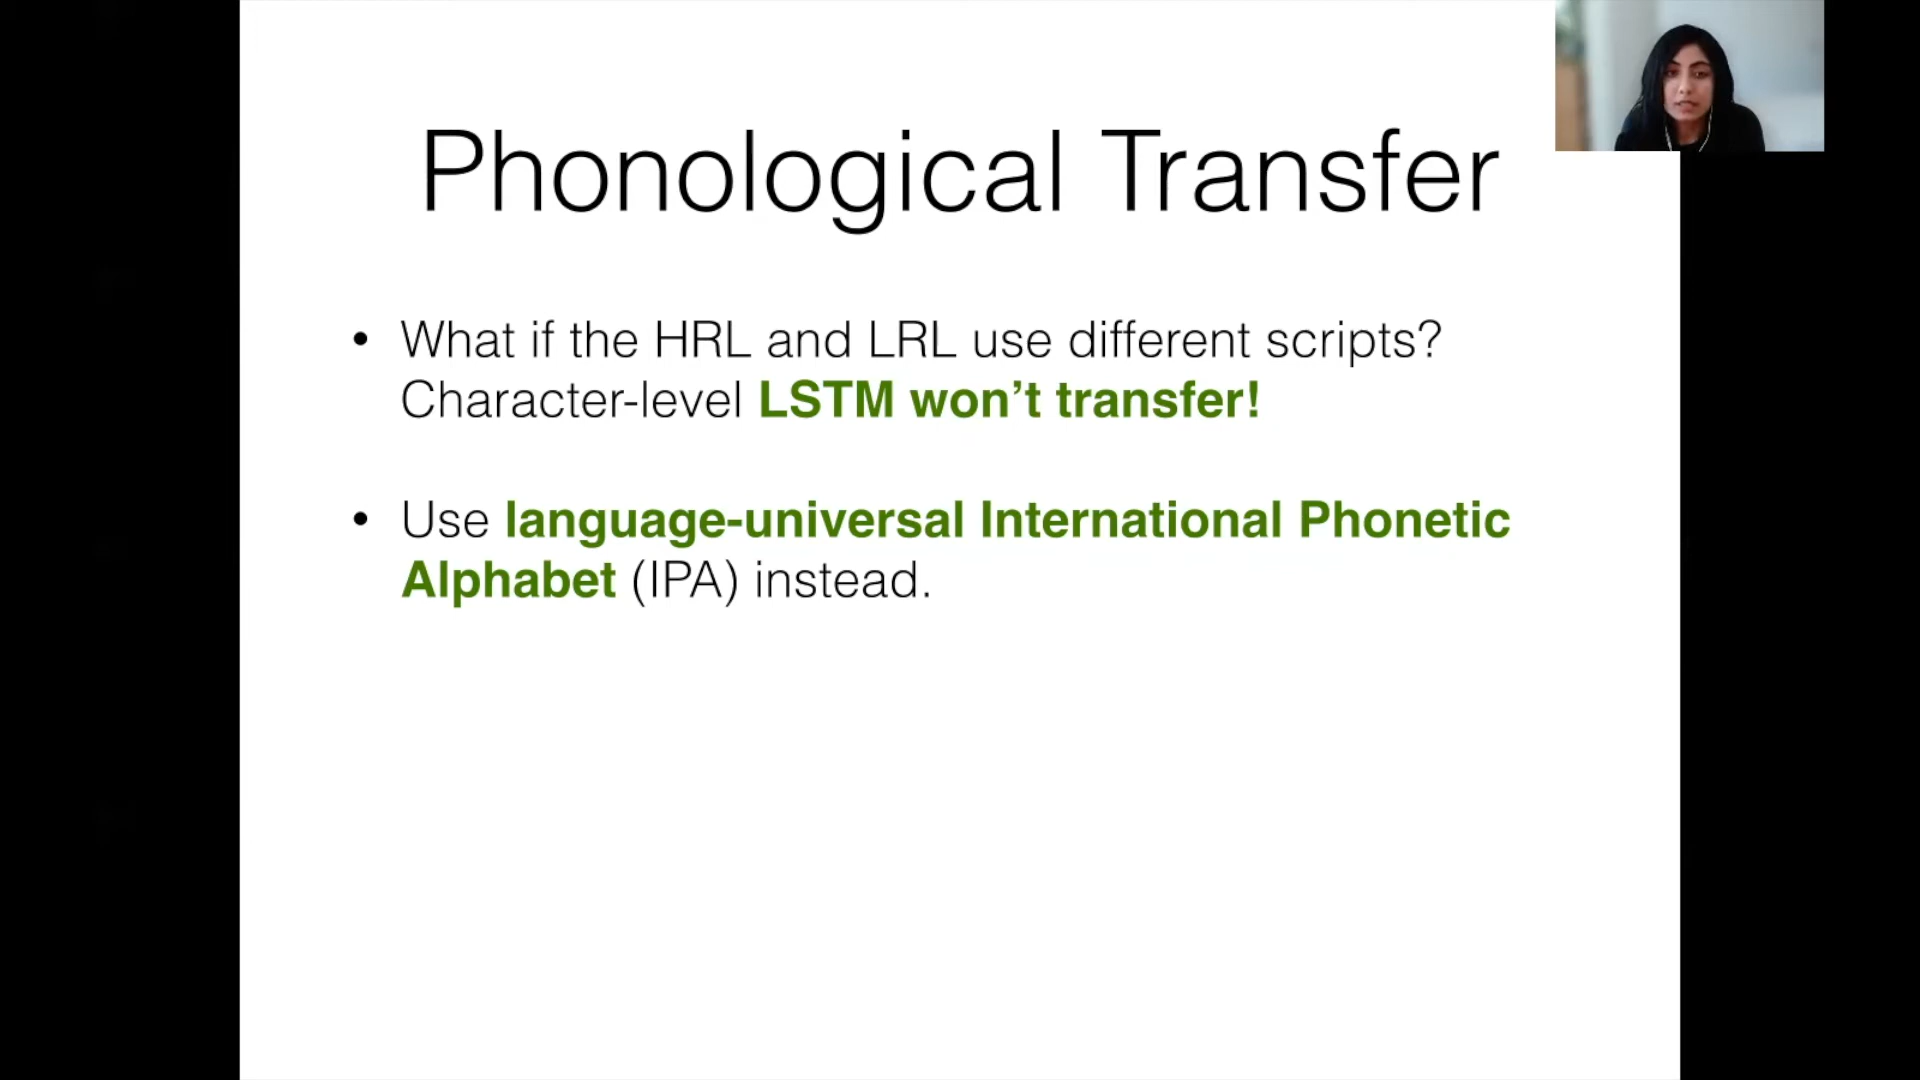 Phonological Transfer
• What if the HRL and LRL use different scripts?
Character-level LSTM won’t transfer!
• Use language-universal International Phonetic
Alphabet (IPA) instead.